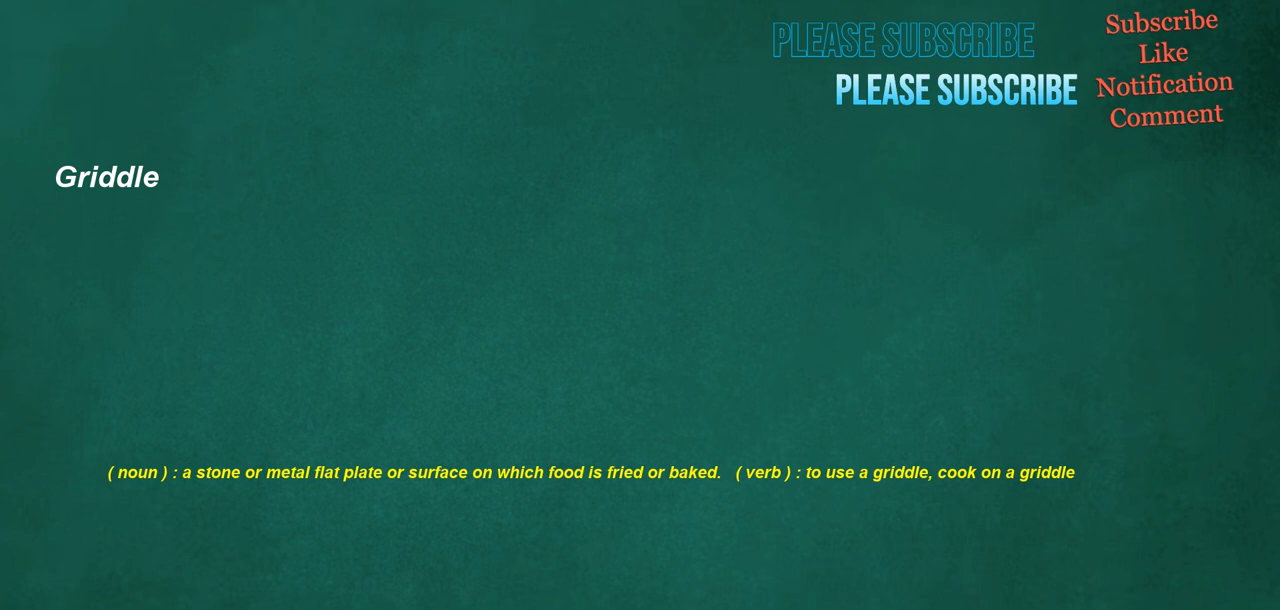 PLEASE SUBSCRIBE
PLEASE SUBSCRIBE
Subscribe
Like
Notification
Comment
Griddle
( noun ) : a stone or metal flat plate or surface on which food is fried or baked.   ( verb ) : to use a griddle, cook on a griddle